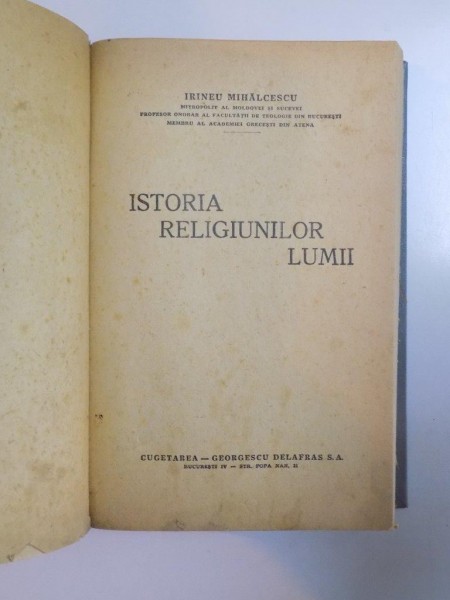 IRINEU MIHĂLCESCU
MITROPOLIT AL MOLDOVEI ȘI SUCEVEI
PROFESOR ONORAR AL FACULTĂȚII DE TEOLOGIE DIN BUCUREȘTI
MEMBRU AL ACADEMIEI GRECEȘTI DIN ATENA
ISTORIA
RELIGIUNILOR
LUMII
CUGETAREA — GEORGESCU DELAFRAS S.A.
BUCUREȘTI IV — STR. POPA NAN, 21